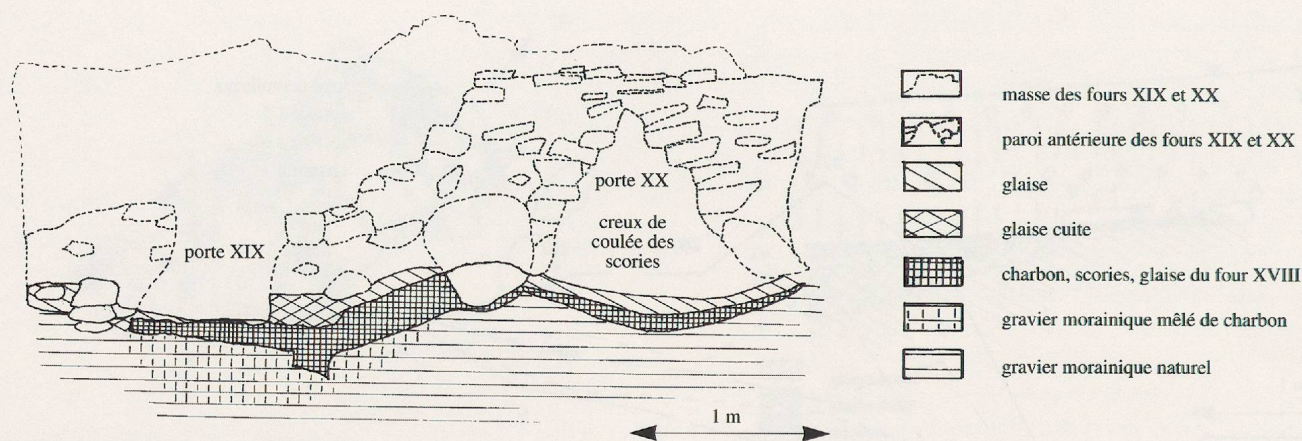 porte XIX
porte XX
creux de
coulée des
scories
masse des fours XIX et XX
paroi antérieure des fours XIX et XX
glaise
glaise cuite
charbon, scories, glaise du four XVIII
gravier morainique mêlé de charbon
gravier morainique naturel
1 m